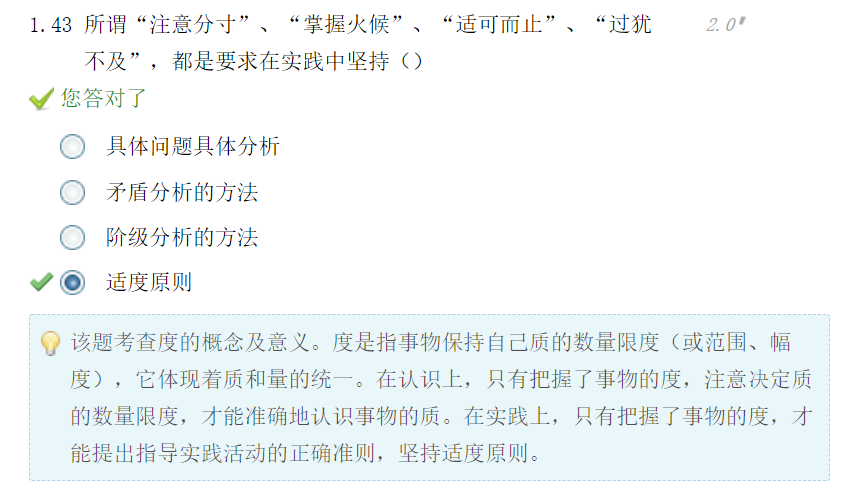 1.43 所谓“注意分寸”、“掌握火候”、“适可而止”、“过犹 2.0
不及”，都是要求在实践中坚持（）
您答对了
具体问题具体分析
矛盾分析的方法
阶级分析的方法
适度原则
该题考查度的概念及意义。度是指事物保持自己质的数量限度（或范围、幅
度），它体现着质和量的统一。在认识上，只有把握了事物的度，注意决定质
的数量限度，才能准确地认识事物的质。在实践上，只有把握了事物的度，才
能提出指导实践活动的正确准则，坚持适度原则。